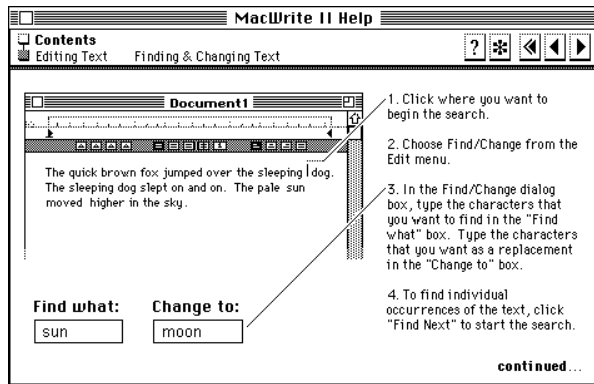 MacWrite II Help
Contents
Editing Text Finding & Changing Text
? * 
Document1
The quick brown fox jumped over the sleeping dog.
The sleeping dog slept on and on. The pale sun
moved higher in the sky.
Find what:
Change to:
sun
moon
1. Click where you want to
begin the search.
2. Choose Find/Change from the
Edit menu.
3. In the Find/Change dialog
box, type the characters that
you want to find in the "Find
what" box. Type the characters
that you want as a replacement
in the "Change to" box.
4. To find individual
occurrences of the text, click
"Find Next" to start the search.
continued...